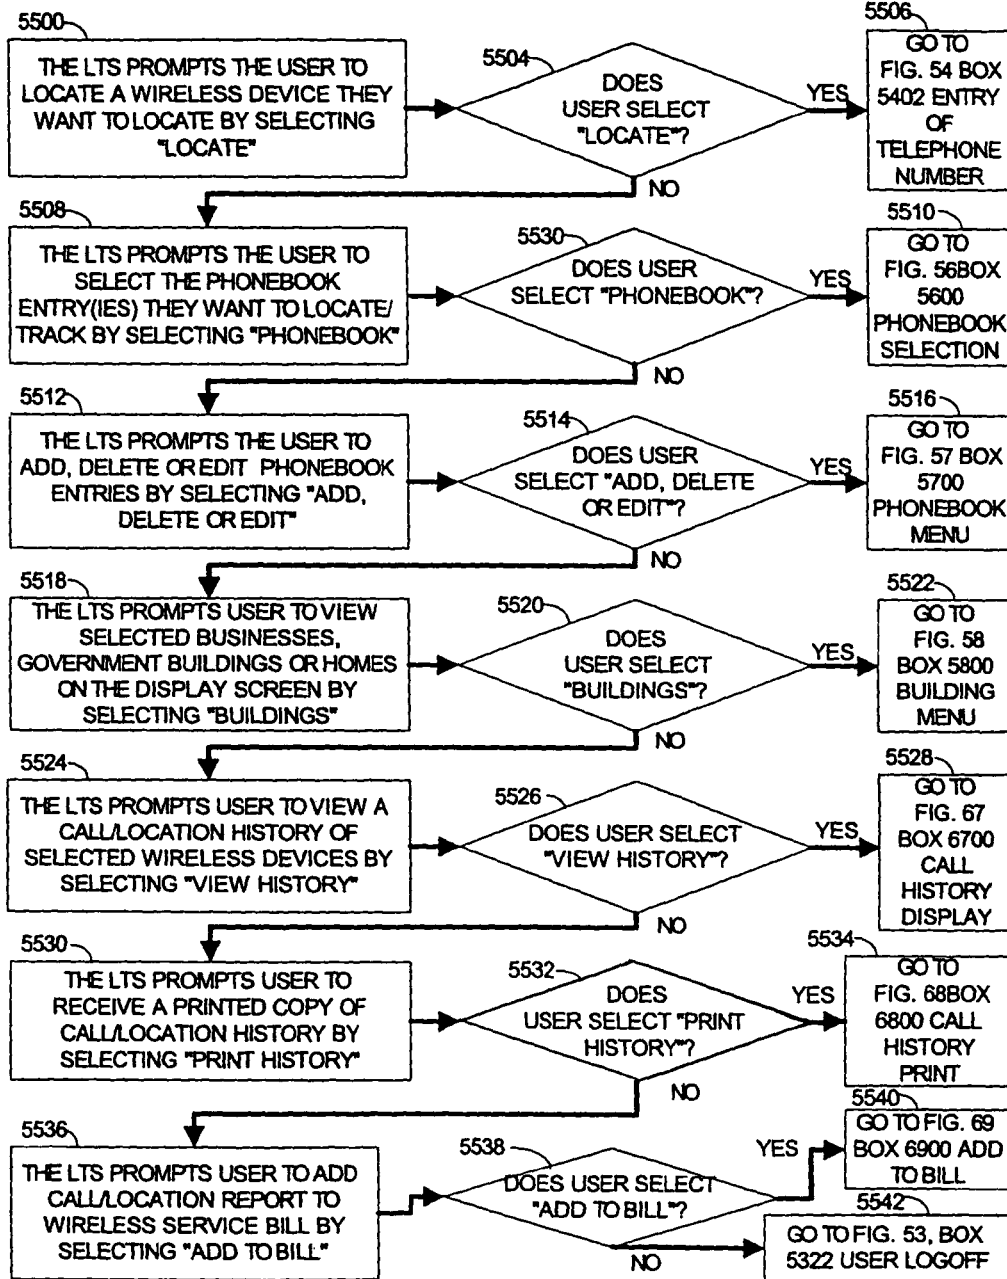 5500
THE LTS PROMPTS THE USER TO
LOCATE A WIRELESS DEVICE THEY
WANT TO LOCATE BY SELECTING
"LOCATE"
5504
DOES
USER SELECT
"LOCATE"?
YES
NO
5506
GO TO
FIG. 54 BOX
5402 ENTRY
OF
TELEPHONE
NUMBER
5508
THE LTS PROMPTS THE USER TO
SELECT THE PHONEBOOK
ENTRY(IES) THEY WANT TO LOCATE/
TRACK BY SELECTING "PHONEBOOK"
5530
DOES USER
SELECT "PHONEBOOK"?
YES
NO
5510
GO TO
FIG. 56BOX
5600
PHONEBOOK
SELECTION
5512
THE LTS PROMPTS THE USER TO
ADD, DELETE OR EDIT PHONEBOOK
ENTRIES BY SELECTING "ADD,
DELETE OR EDIT"
5514
DOES USER
SELECT "ADD, DELETE
OR EDIT"?
YES
NO
5516
GO TO
FIG. 57 BOX
5700
PHONEBOOK
MENU
5518
THE LTS PROMPTS USER TO VIEW
SELECTED BUSINESSES,
GOVERNMENT BUILDINGS OR HOMES
ON THE DISPLAY SCREEN BY
SELECTING "BUILDINGS"
5520
DOES
USER SELECT
"BUILDINGS"?
YES
NO
5522
GO TO
FIG. 58
BOX 5800
BUILDING
MENU
5524
THE LTS PROMPTS USER TO VIEW A
CALL/LOCATION HISTORY OF
SELECTED WIRELESS DEVICES BY
SELECTING "VIEW HISTORY"
5526
DOES USER SELECT
"VIEW HISTORY"?
YES
NO
5528
GO TO
FIG. 67
BOX 6700
CALL
HISTORY
DISPLAY
5530
THE LTS PROMPTS USER TO
RECEIVE A PRINTED COPY OF
CALL/LOCATION HISTORY BY
SELECTING "PRINT HISTORY"
5532
DOES
USER SELECT "PRINT
HISTORY"?
YES
NO
5534
GO TO
FIG. 68BOX
6800 CALL
HISTORY
PRINT
5536
THE LTS PROMPTS USER TO ADD
CALL/LOCATION REPORT TO
WIRELESS SERVICE BILL BY
SELECTING "ADD TO BILL"
5538
DOES USER SELECT
"ADD TO BILL"?
YES
NO
5540
GO TO FIG. 69
BOX 6900 ADD
TO BILL
5542
GO TO FIG. 53, BOX
5322 USER LOGOFF